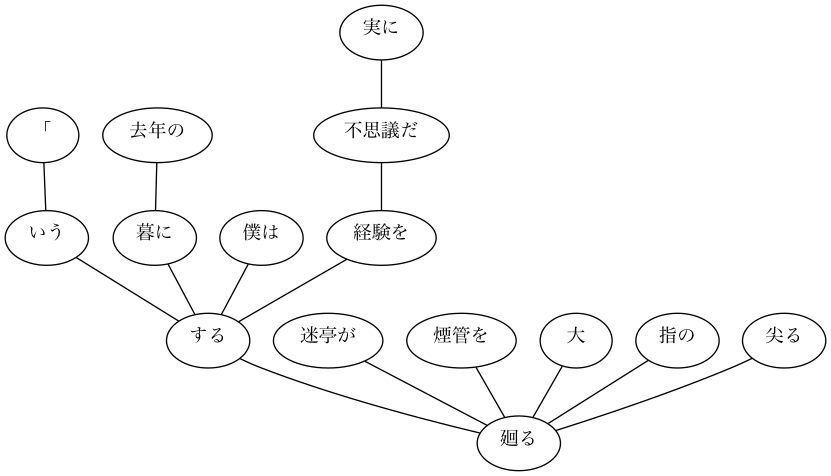 実に
「
去年の
不思議だ
いう
暮に
僕は
経験を
する
迷亭が
煙管を
大
指の
尖る
廻る